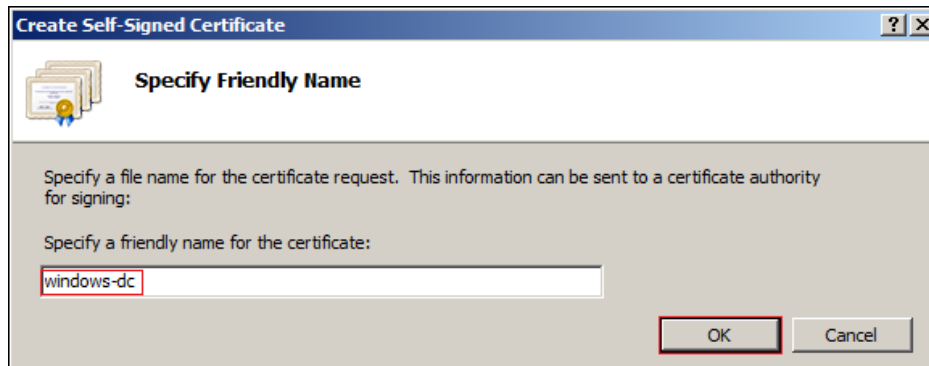 Create Self-Signed Certificate
Specify Friendly Name
Specify a file name for the certificate request.  This information can be sent to a certificate authority
for signing:
Specify a friendly name for the certificate:
windows-dc
OK
Cancel